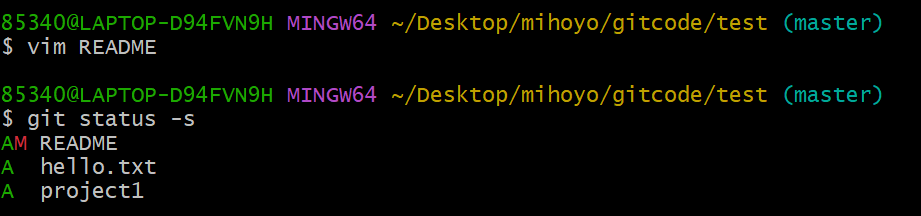 85340@LAPTOP-D94FVN9H MINGW64 ~/Desktop/mihoyo/gitcode/test (master)
$ vim README
85340@LAPTOP-D94FVN9H MINGW64 ~/Desktop/mihoyo/gitcode/test (master)
$ git status -s
AM README
A  hello.txt
A  project1